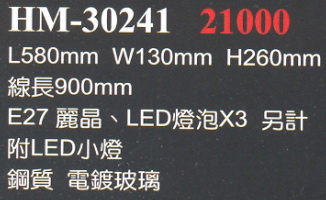 HM-30241 21000
L580mm W130mm H260mm
線長900mm
E27 麗晶、LED燈泡X3 另計
附LED小燈
鋼質 電鍍玻璃